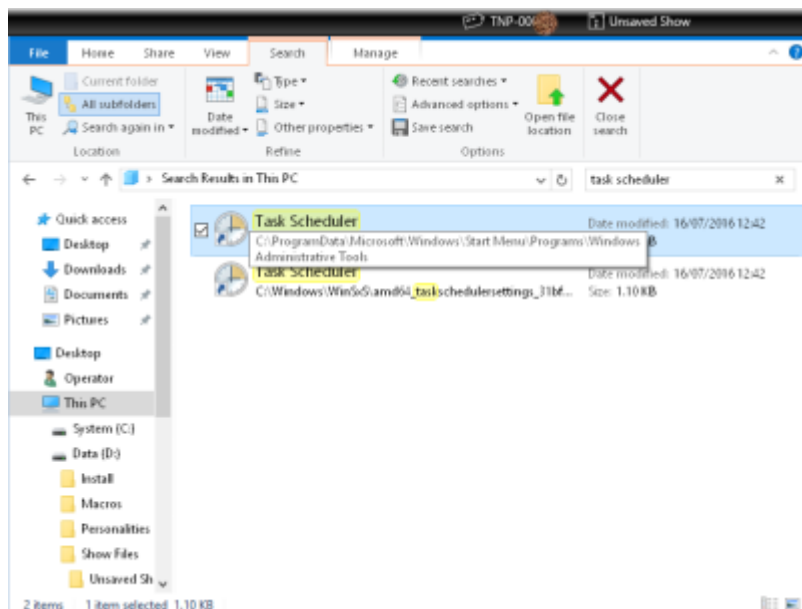 Unsaved Show
File Home Share View Search Manage
Current folder
All subfolders
Search again in
This PC
Location
Date modified
Type
Size
Other properties
Refine
Recent searches
Advanced options
Save search
Options
Open file location
Close search
Search Results in This PC
task scheduler
Quick access
Desktop
Downloads
Documents
Pictures
Desktop
Operator
This PC
System (C:)
Data (D:)
Install
Macros
Personalities
Show Files
Unsaved Sh
Task Scheduler
Date modified: 16/07/2016 12:42
C:\ProgramData\Microsoft\Windows\Start Menu\Programs\Windows
Administrative Tools
Task Scheduler
Date modified: 16/07/2016 12:42
C:\Windows\WinSxS\amd64_taskschedulersettings_31bf...
Size: 1.10 KB
2 items 1 item selected 1.10 KB